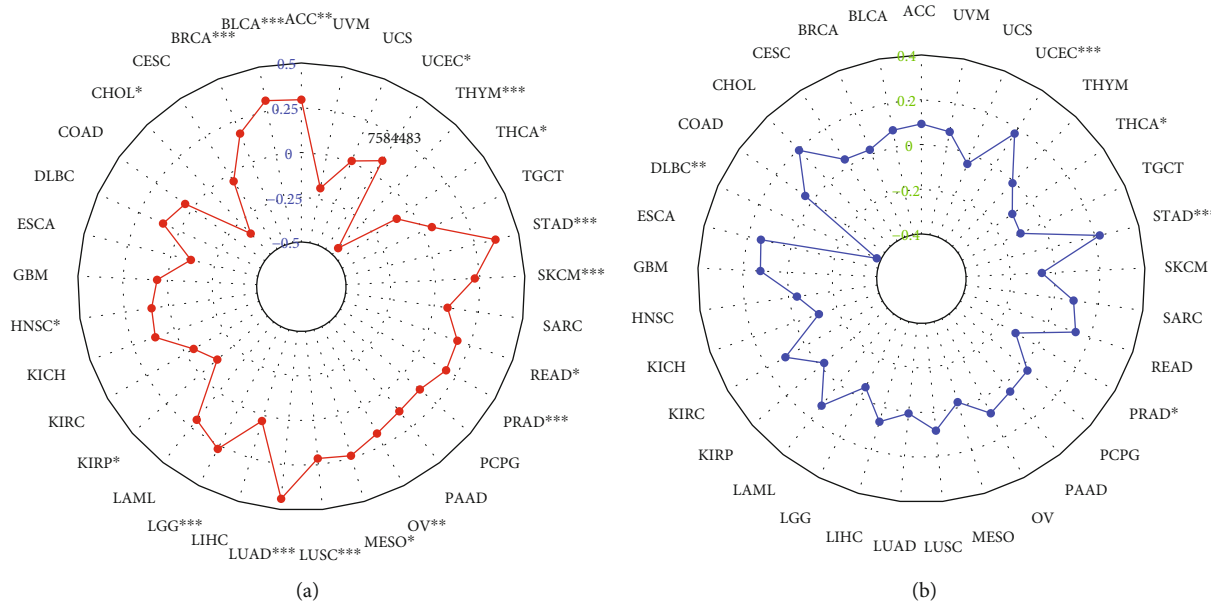 ACC**
UVM
UCS
UCEC*
THYM***
THCA*
TGCT
STAD***
SKCM***
SARC
READ*
PRAD***
PCPG
PAAD
OV**
MESO*
LUSC***
LUAD***
LIHC
LGG***
LAML
KIRP*
KIRC
KICH
HNSC*
GBM
ESCA
DLBC
COAD
CHOL*
CESC
BRCA***
BLCA***
0.5
0.25
0
−0.25
−0.5
7584483
(a)
ACC
UVM
UCS
UCEC***
THYM
THCA*
TGCT
STAD***
SKCM
SARC
READ
PRAD*
PCPG
PAAD
OV
MESO
LUSC
LUAD
LIHC
LGG
LAML
KIRP
KIRC
KICH
HNSC
GBM
ESCA
DLBC**
COAD
CHOL
CESC
BRCA
BLCA
0.4
0.2
0
−0.2
−0.4
(b)